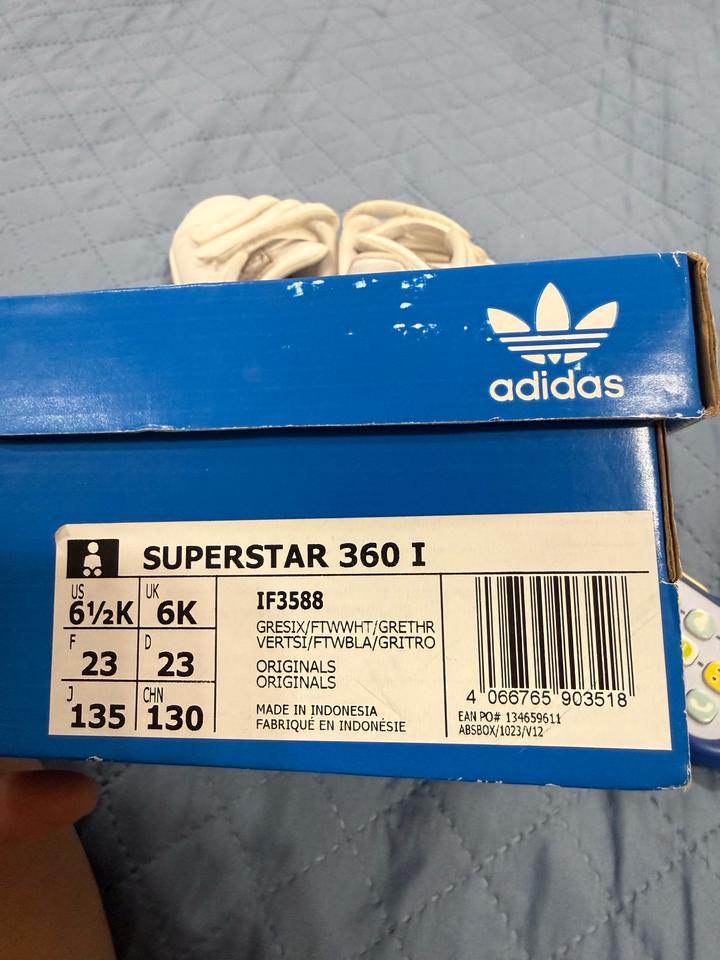 adidas
SUPERSTAR 360 I
US
6½K
UK
6K
F
23
D
23
J
135
CHN
130
IF3588
GRESIX/FTWWHT/GRETHR
VERTSI/FTWBLA/GRITRO
ORIGINALS
ORIGINALS
MADE IN INDONESIA
FABRIQUÉ EN INDONÉSIE
4 066765 903518
EAN PO# 134659611
ABSBOX/1023/V12